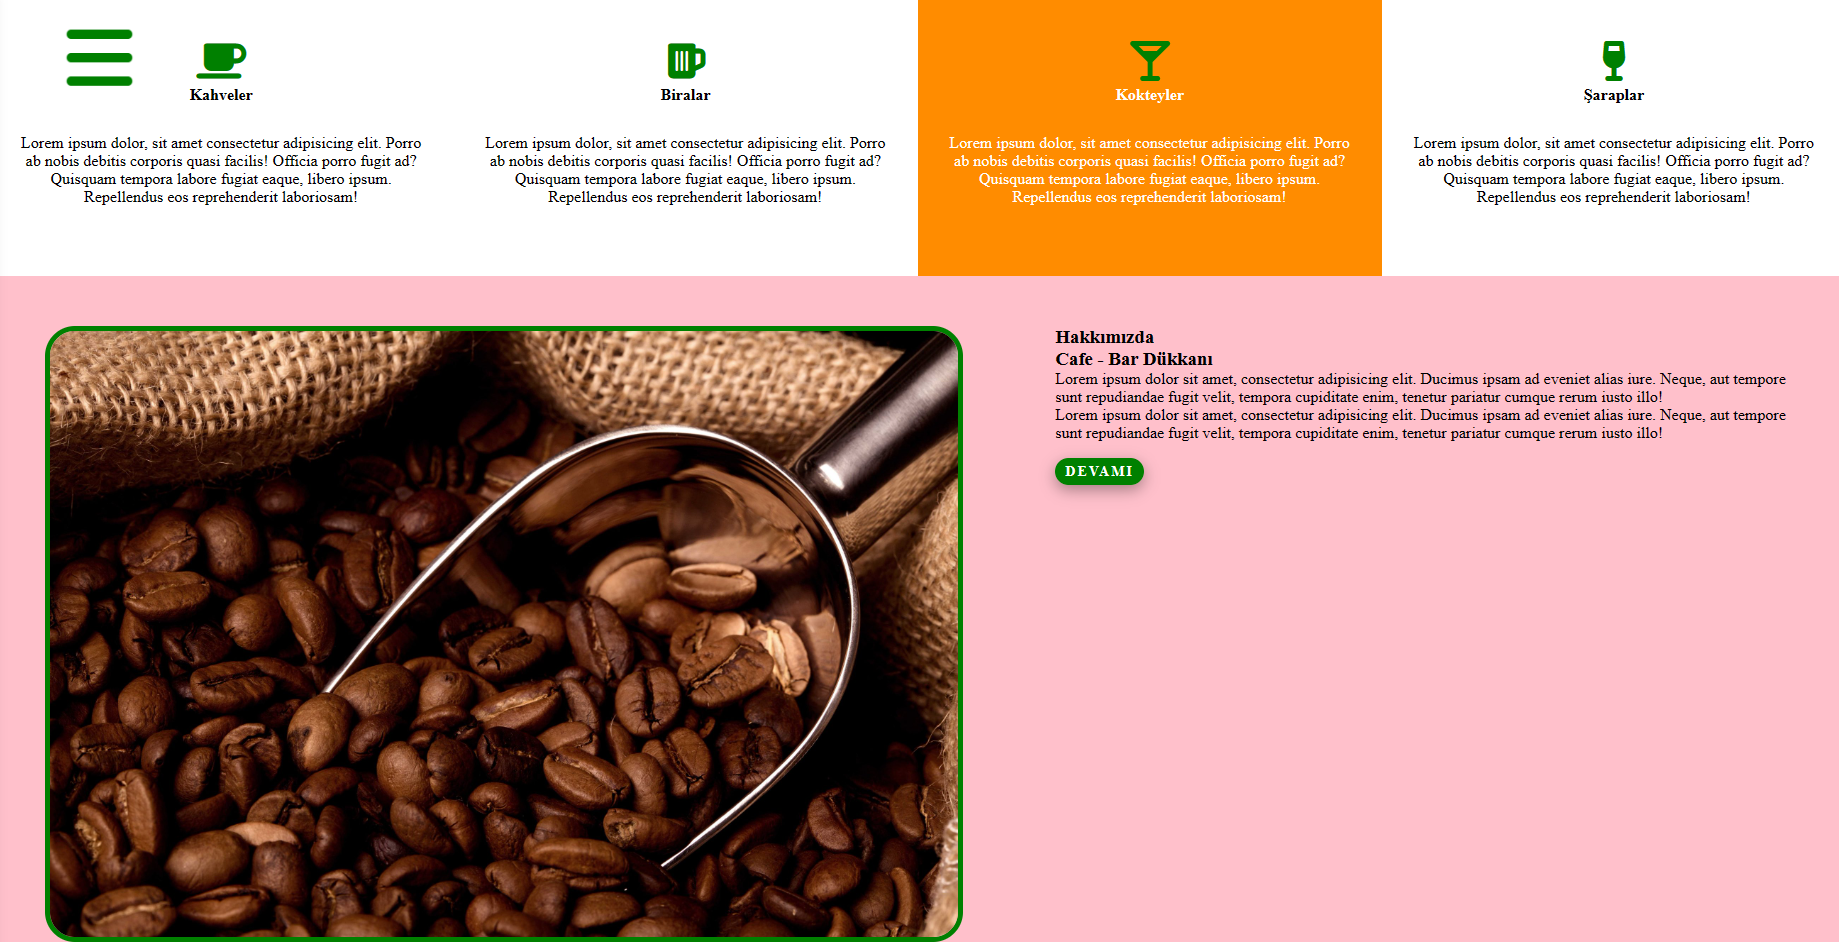 Kahveler
Lorem ipsum dolor, sit amet consectetur adipisicing elit. Porro
ab nobis debitis corporis quasi facilis! Officia porro fugit ad?
Quisquam tempora labore fugiat eaque, libero ipsum.
Repellendus eos reprehenderit laboriosam!
Biralar
Lorem ipsum dolor, sit amet consectetur adipisicing elit. Porro
ab nobis debitis corporis quasi facilis! Officia porro fugit ad?
Quisquam tempora labore fugiat eaque, libero ipsum.
Repellendus eos reprehenderit laboriosam!
Kokteyler
Lorem ipsum dolor, sit amet consectetur adipisicing elit. Porro
ab nobis debitis corporis quasi facilis! Officia porro fugit ad?
Quisquam tempora labore fugiat eaque, libero ipsum.
Repellendus eos reprehenderit laboriosam!
Şaraplar
Lorem ipsum dolor, sit amet consectetur adipisicing elit. Porro
ab nobis debitis corporis quasi facilis! Officia porro fugit ad?
Quisquam tempora labore fugiat eaque, libero ipsum.
Repellendus eos reprehenderit laboriosam!
Hakkımızda
Cafe - Bar Dükkanı
Lorem ipsum dolor sit amet, consectetur adipisicing elit. Ducimus ipsam ad eveniet alias iure. Neque, aut tempore
sunt repudiandae fugit velit, tempora cupiditate enim, tenetur pariatur cumque rerum iusto illo!
Lorem ipsum dolor sit amet, consectetur adipisicing elit. Ducimus ipsam ad eveniet alias iure. Neque, aut tempore
sunt repudiandae fugit velit, tempora cupiditate enim, tenetur pariatur cumque rerum iusto illo!
DEVAMI